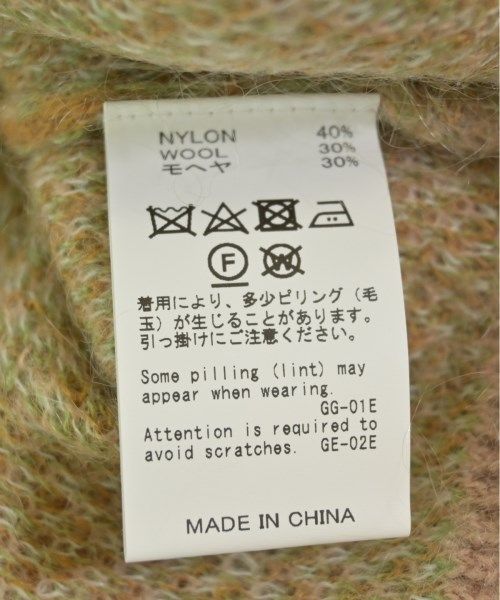 NYLON 40%
WOOL 30%
モヘヤ 30%
F W
着用により、多少ピリング（毛
玉）が生じることがあります。
引っ掛けにご注意ください。
Some pilling (lint) may
appear when wearing.
GG-01E
Attention is required to
avoid scratches. GE-02E
MADE IN CHINA